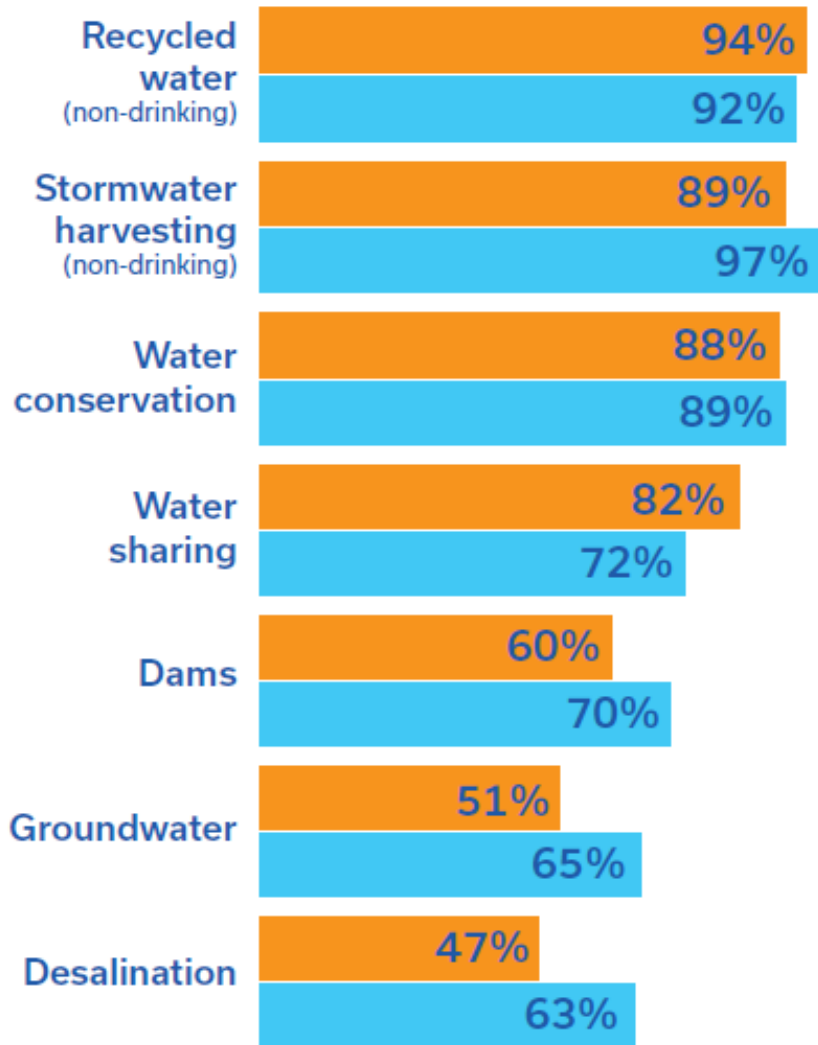 Recycled
water
(non-drinking)
94%
92%
Stormwater
harvesting
(non-drinking)
89%
97%
Water
conservation
88%
89%
Water
sharing
82%
72%
Dams
60%
70%
Groundwater
51%
65%
Desalination
47%
63%